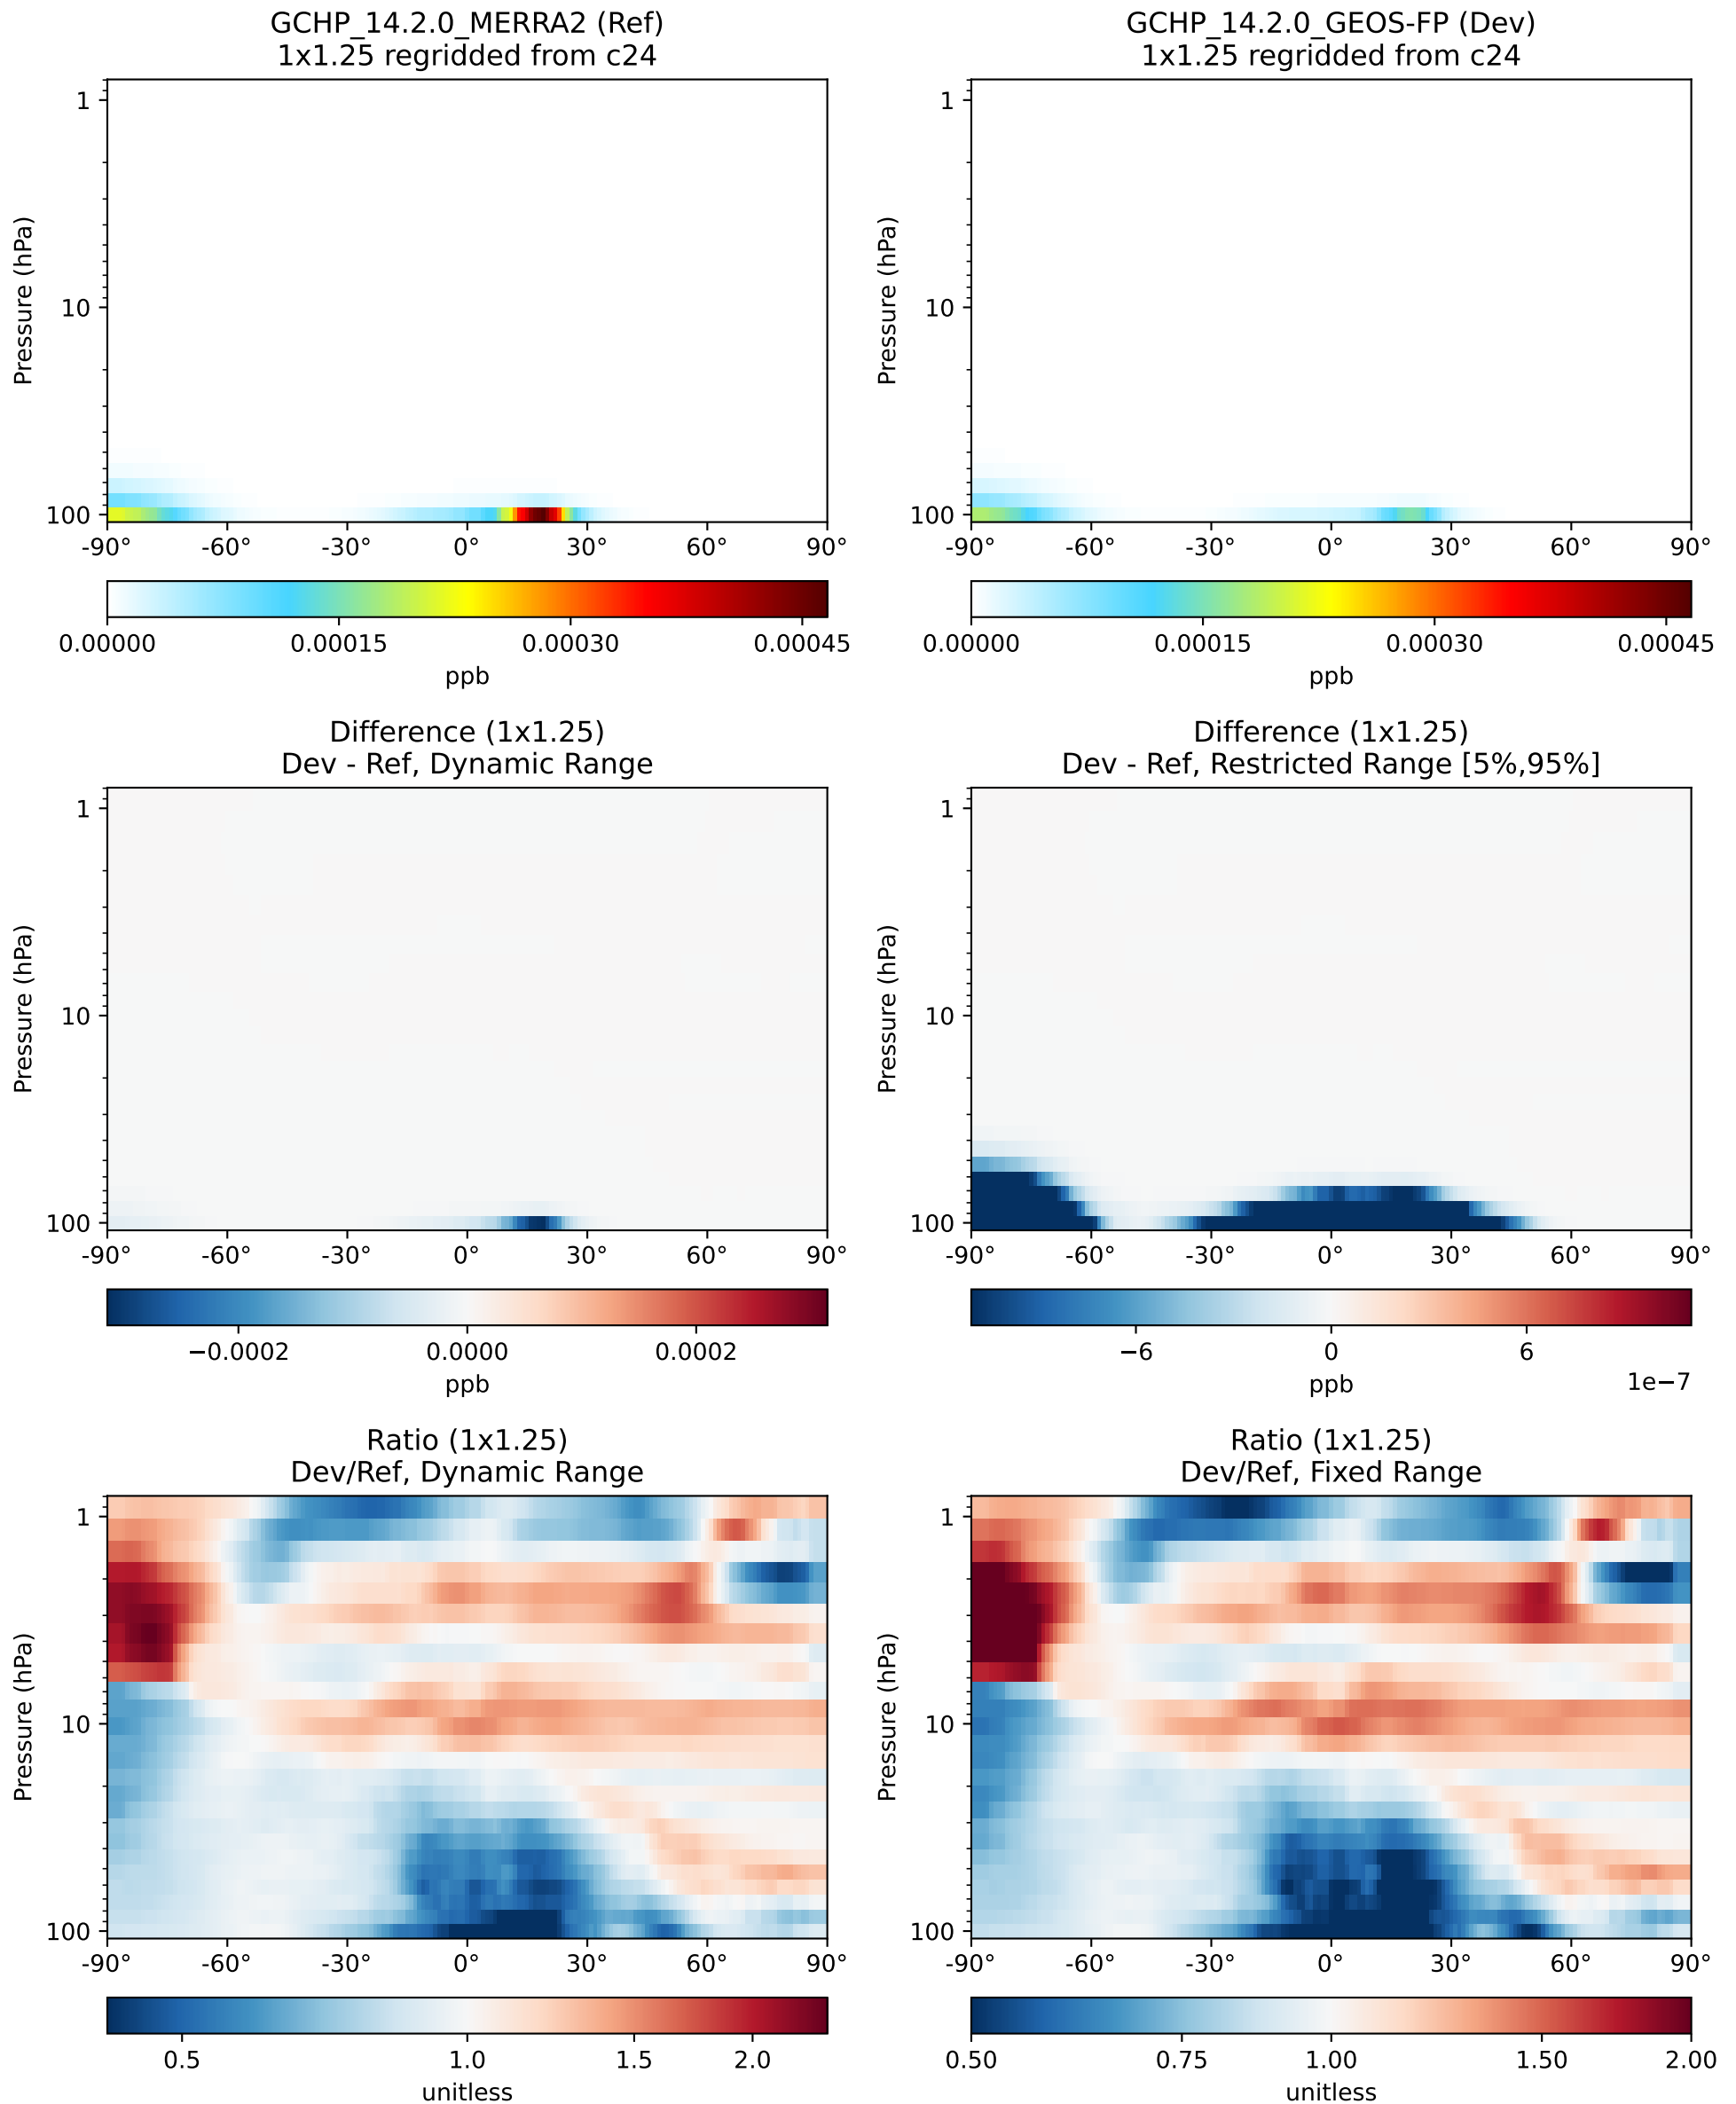 GCHP_14.2.0_MERRA2 (Ref)
1x1.25 regridded from c24
Pressure (hPa)
1
10
100
-90° -60° -30° 0° 30° 60° 90°
0.00000 0.00015 0.00030 0.00045
ppb
GCHP_14.2.0_GEOS-FP (Dev)
1x1.25 regridded from c24
Pressure (hPa)
1
10
100
-90° -60° -30° 0° 30° 60° 90°
0.00000 0.00015 0.00030 0.00045
ppb
Difference (1x1.25)
Dev - Ref, Dynamic Range
Pressure (hPa)
1
10
100
-90° -60° -30° 0° 30° 60° 90°
−0.0002 0.0000 0.0002
ppb
Difference (1x1.25)
Dev - Ref, Restricted Range [5%,95%]
Pressure (hPa)
1
10
100
-90° -60° -30° 0° 30° 60° 90°
−6 0 6
ppb
1e−7
Ratio (1x1.25)
Dev/Ref, Dynamic Range
Pressure (hPa)
1
10
100
-90° -60° -30° 0° 30° 60° 90°
0.5 1.0 1.5 2.0
unitless
Ratio (1x1.25)
Dev/Ref, Fixed Range
Pressure (hPa)
1
10
100
-90° -60° -30° 0° 30° 60° 90°
0.50 0.75 1.00 1.50 2.00
unitless